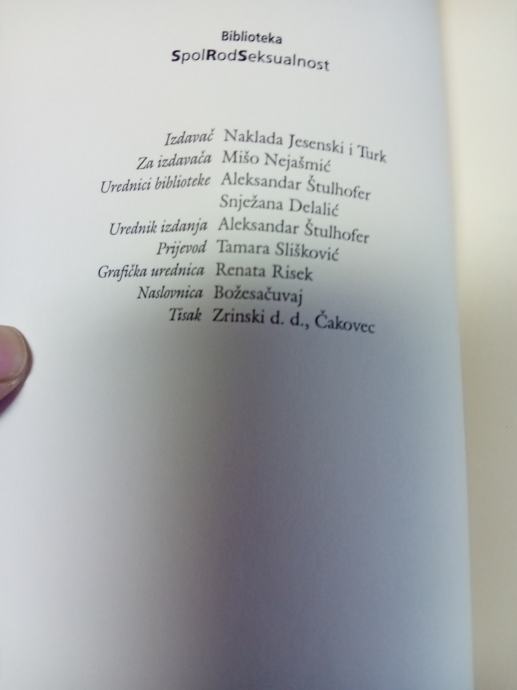 Biblioteka
SpolRodSeksualnost
Izdavač Naklada Jesenski i Turk
Za izdavača Mišo Nejašmić
Urednici biblioteke Aleksandar Štulhofer
Snježana Delalić
Urednik izdanja Aleksandar Štulhofer
Prijevod Tamara Slišković
Grafička urednica Renata Risek
Naslovnica Božesačuvaj
Tisak Zrinski d. d., Čakovec